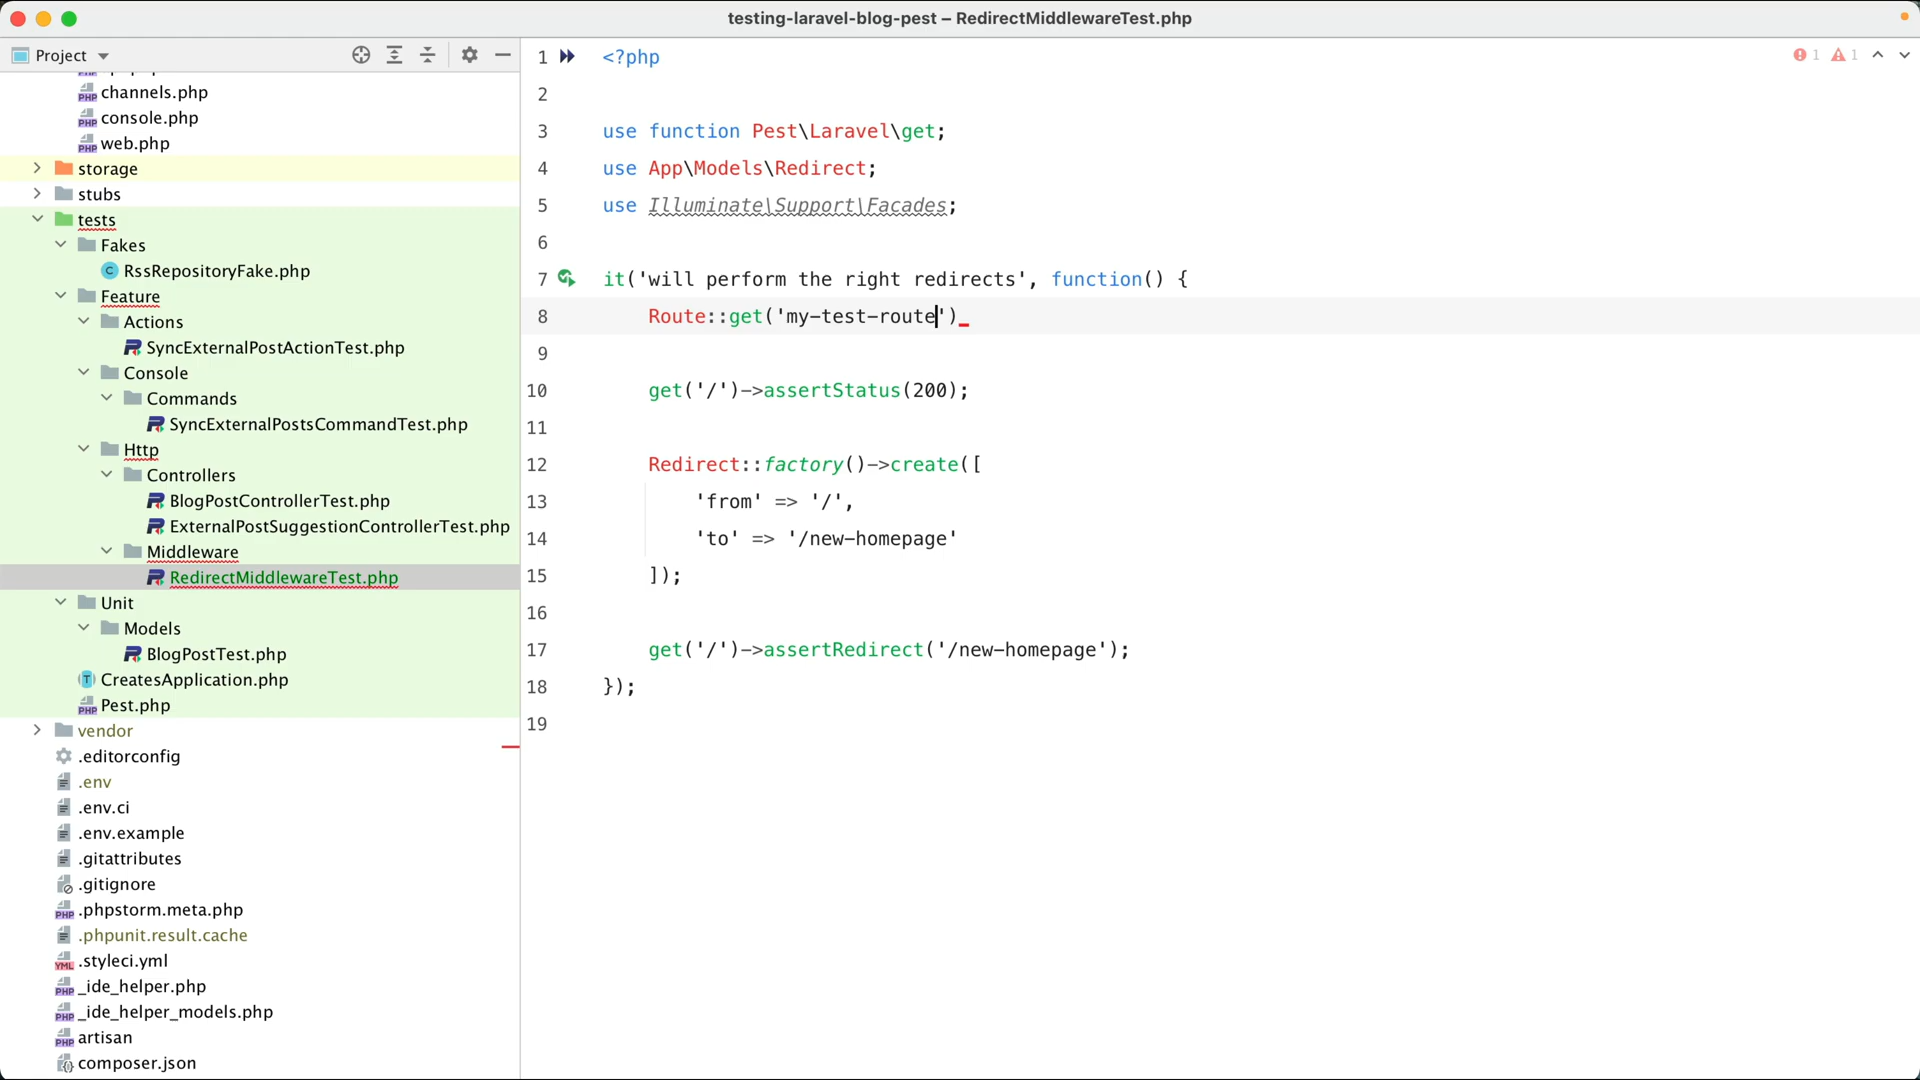 testing-laravel-blog-pest – RedirectMiddlewareTest.php
Project
channels.php
console.php
web.php
storage
stubs
tests
Fakes
RssRepositoryFake.php
Feature
Actions
SyncExternalPostActionTest.php
Console
Commands
SyncExternalPostsCommandTest.php
Http
Controllers
BlogPostControllerTest.php
ExternalPostSuggestionControllerTest.php
Middleware
RedirectMiddlewareTest.php
Unit
Models
BlogPostTest.php
CreatesApplication.php
Pest.php
vendor
.editorconfig
.env
.env.ci
.env.example
.gitattributes
.gitignore
.phpstorm.meta.php
.phpunit.result.cache
.styleci.yml
_ide_helper.php
_ide_helper_models.php
artisan
composer.json
1 <?php
2
3 use function Pest\Laravel\get;
4 use App\Models\Redirect;
5 use Illuminate\Support\Facades;
6
7 it('will perform the right redirects', function() {
8 Route::get('my-test-route')
9
10 get('/')->assertStatus(200);
11
12 Redirect::factory()->create([
13 'from' => '/',
14 'to' => '/new-homepage'
15 ]);
16
17 get('/')->assertRedirect('/new-homepage');
18 });
19
1 1